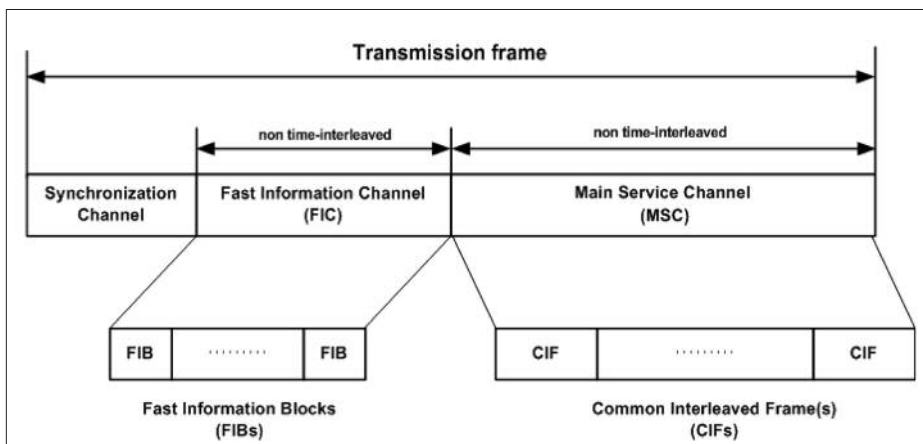 Transmission frame
non time-interleaved
non time-interleaved
Synchronization
Channel
Fast Information Channel
(FIC)
Main Service Channel
(MSC)
FIB
.........
FIB
CIF
.........
CIF
Fast Information Blocks
(FIBs)
Common Interleaved Frame(s)
(CIFs)